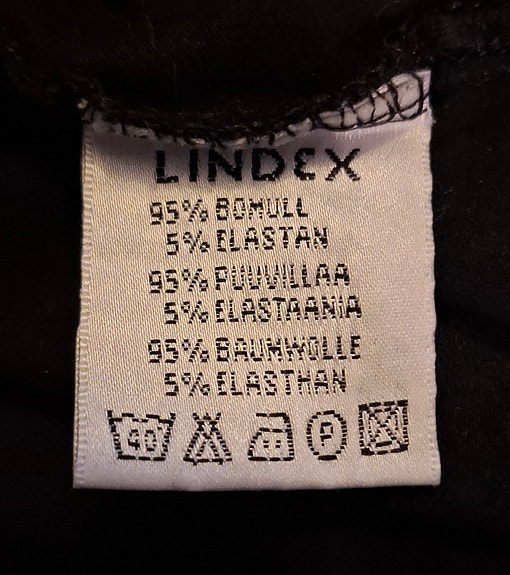 LINDEX
95% BOMULL
5% ELASTAN
95% PUUVILLAA
5% ELASTAANIA
95% BAUMWOLLE
5% ELASTHAN
40 P